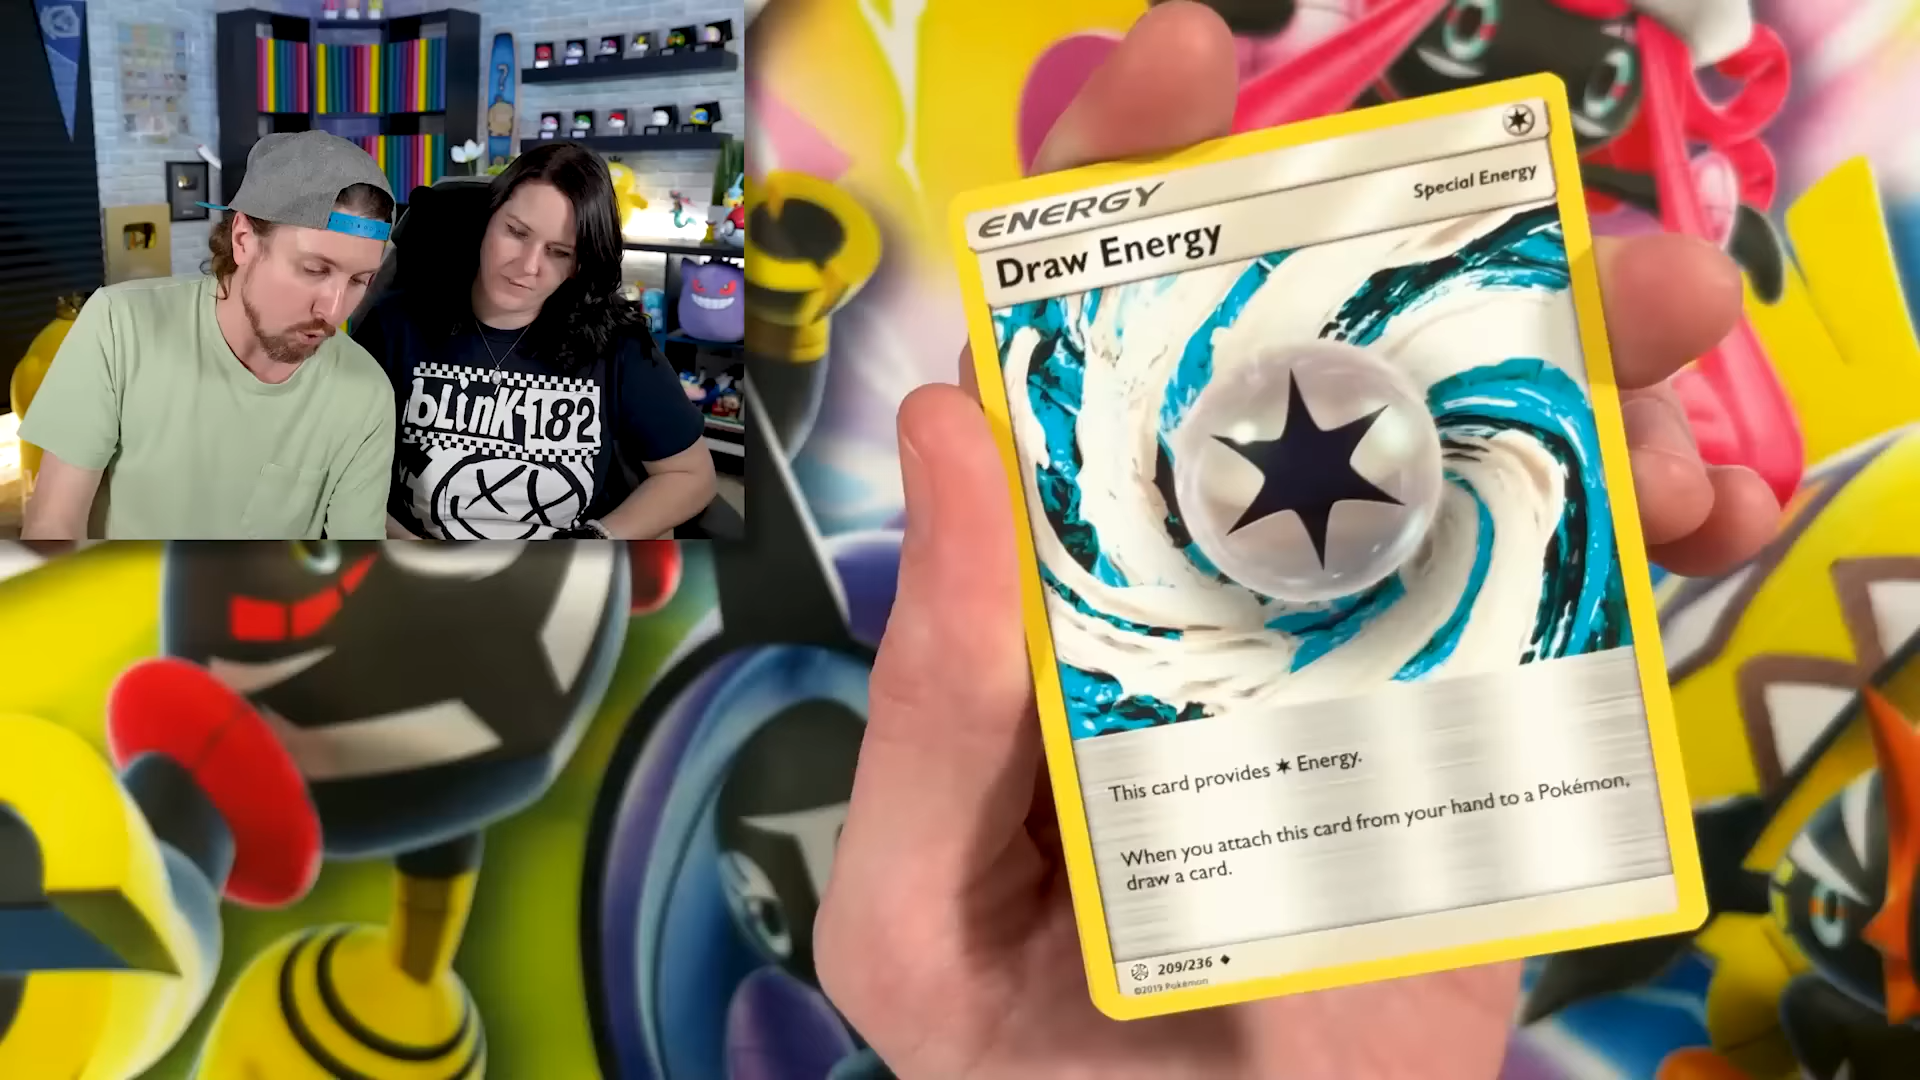 bLinK-182
ENERGY
Special Energy
Draw Energy
This card provides ✶ Energy.
When you attach this card from your hand to a Pokémon,
draw a card.
209/236 ◆
©2019 Pokémon